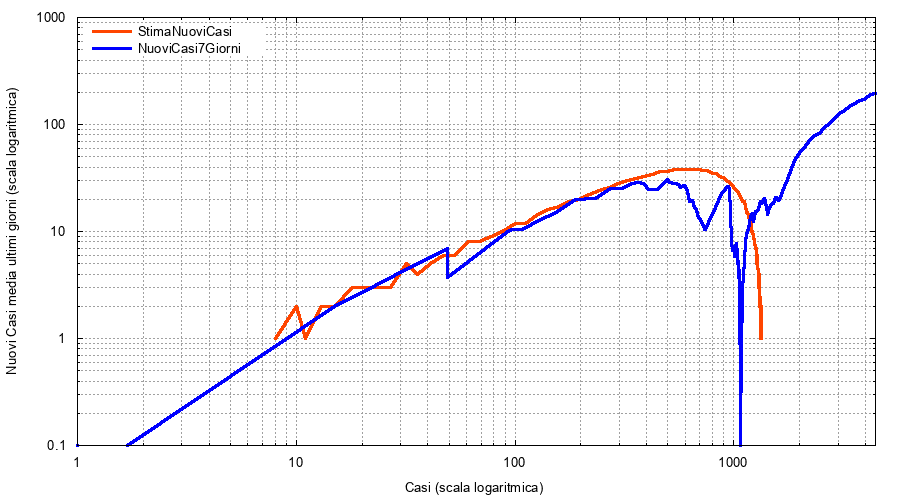 1000
100
10
1
0.1
StimaNuoviCasi
NuoviCasi7Giorni
Nuovi Casi media ultimi giorni (scala logaritmica)
1 10 100 1000
Casi (scala logaritmica)